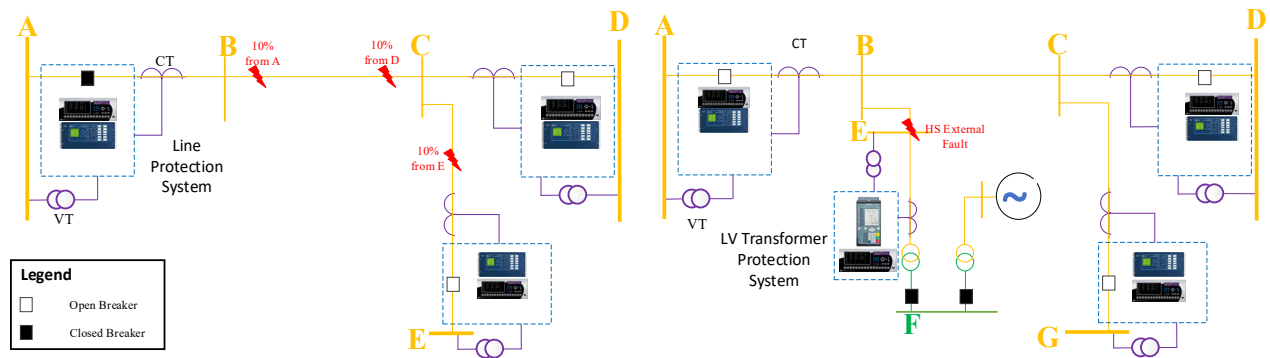 A
B
C
D
10%
from A
10%
from D
CT
Line
Protection
System
VT
10%
from E
E
Legend
Open Breaker
Closed Breaker
A
B
C
D
CT
E
HS External
Fault
VT
LV Transformer
Protection
System
F
G